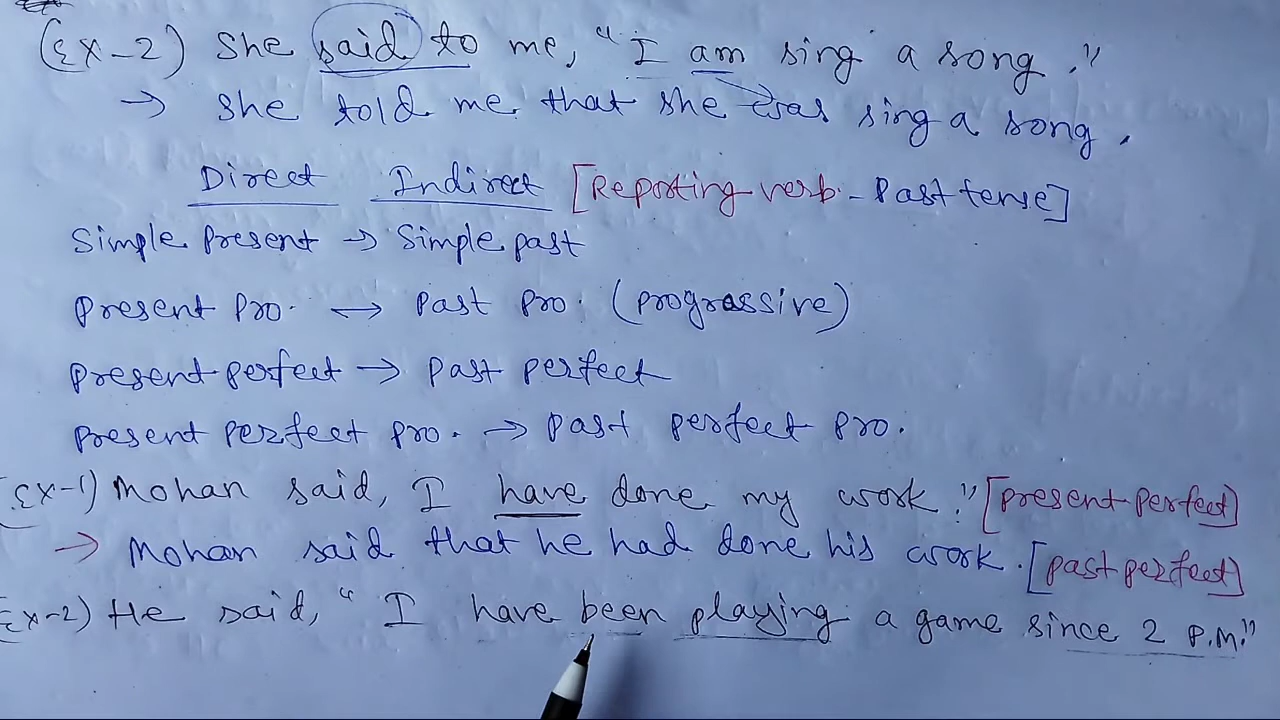 (Ex-2) She said to me, "I am sing a song."
→ She told me that she was sing a song.
Direct Indirect [Reporting verb - Past tense]
Simple Present → Simple past
Present Pro. → Past Pro. (progressive)
Present perfect → Past perfect
Present perfect pro. → Past perfect pro.
(Ex-1) Mohan said, I have done my work." [present perfect]
→ Mohan said that he had done his work. [past perfect]
Ex-2) He said, "I have been playing a game since 2 P.M."